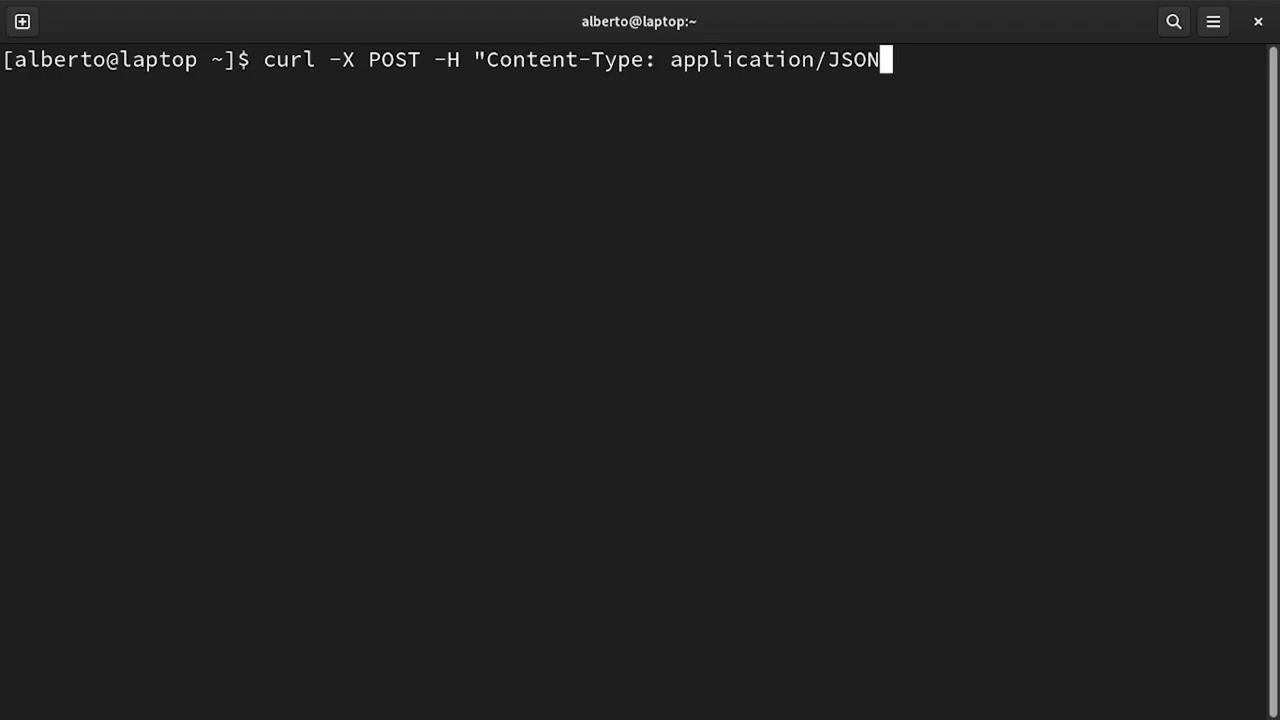 alberto@laptop:~
[alberto@laptop ~]$ curl -X POST -H "Content-Type: application/JSON